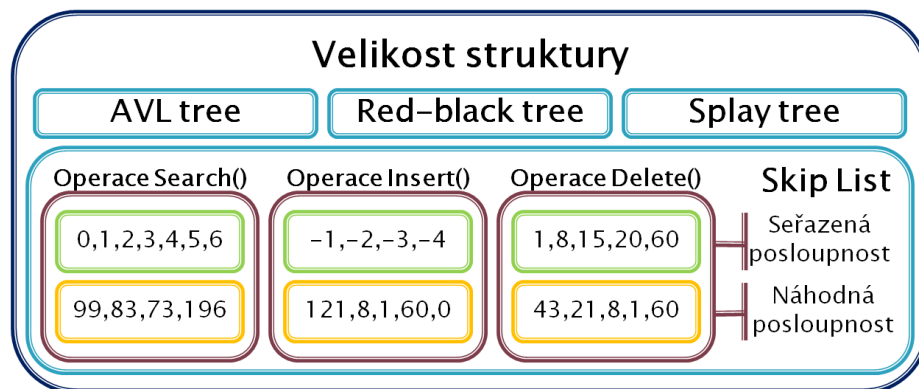 Velikost struktury
AVL tree
Red-black tree
Splay tree
Operace Search()
Operace Insert()
Operace Delete()
Skip List
0,1,2,3,4,5,6
-1,-2,-3,-4
1,8,15,20,60
Seřazená
posloupnost
99,83,73,196
121,8,1,60,0
43,21,8,1,60
Náhodná
posloupnost